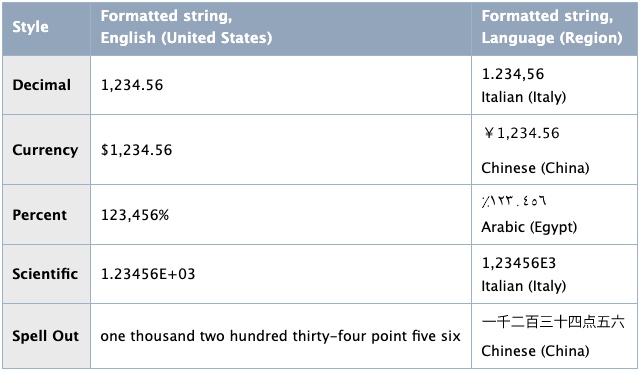 Style
Formatted string,
English (United States)
Formatted string,
Language (Region)
Decimal
1,234.56
1.234,56
Italian (Italy)
Currency
$1,234.56
¥1,234.56
Chinese (China)
Percent
123,456%
٪١٢٣.٤٥٦
Arabic (Egypt)
Scientific
1.23456E+03
1,23456E3
Italian (Italy)
Spell Out
one thousand two hundred thirty-four point five six
一千二百三十四点五六
Chinese (China)